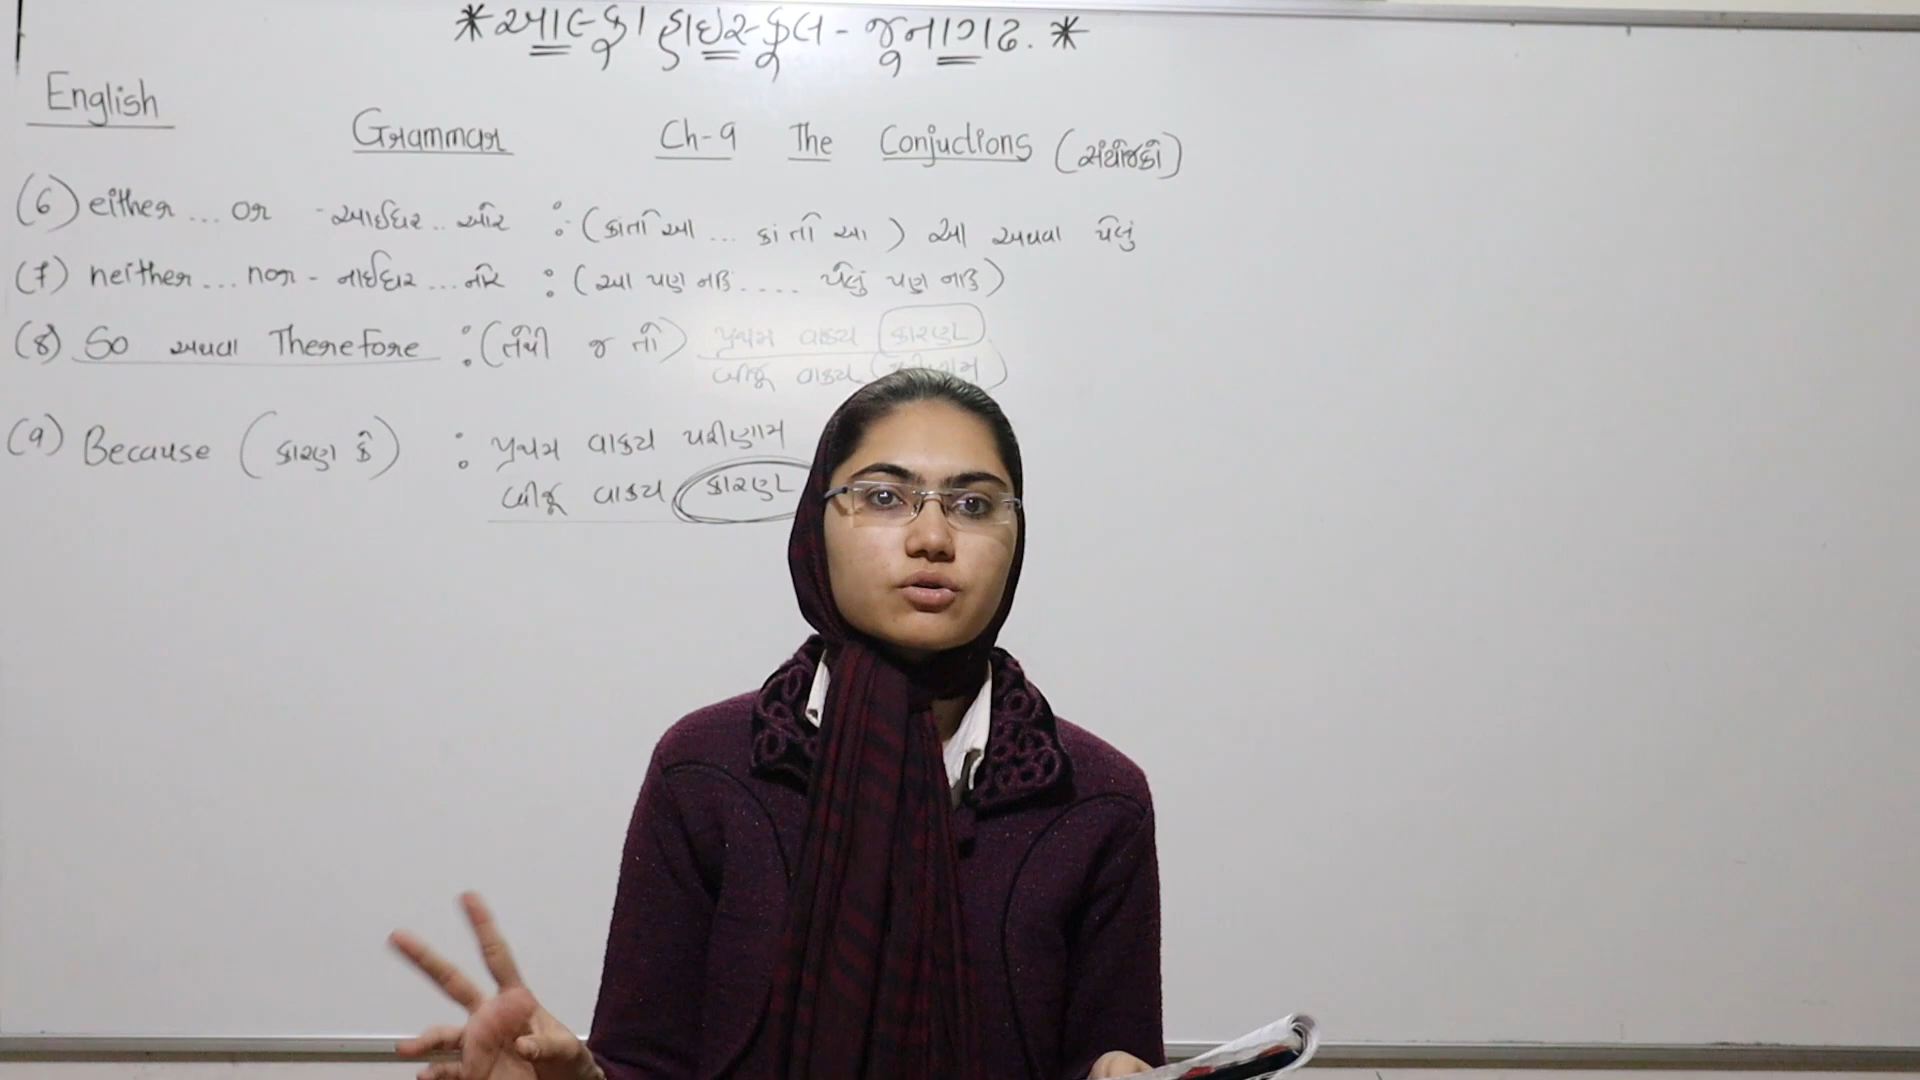 * આલ્ફા હાઇસ્કૂલ - જૂનાગઢ. *
English
Grammar Ch-9 The Conjuctions (સંયોજકો)
(6) either ... or - આઈધર .. ઓર : (કાંતો આ ... કાં તો આ) આ અથવા પેલું
(7) neither ... nor - નાઈધર ... નોર : (આ પણ નહિ .... પેલું પણ નહિ)
(8) So અથવા Therefore : (તેથી જ તો) પ્રથમ વાક્ય કારણ
બીજૂ વાક્ય
(9) Because (કારણ કે) : પ્રથમ વાક્ય પરીણામ
બીજૂ વાક્ય કારણ